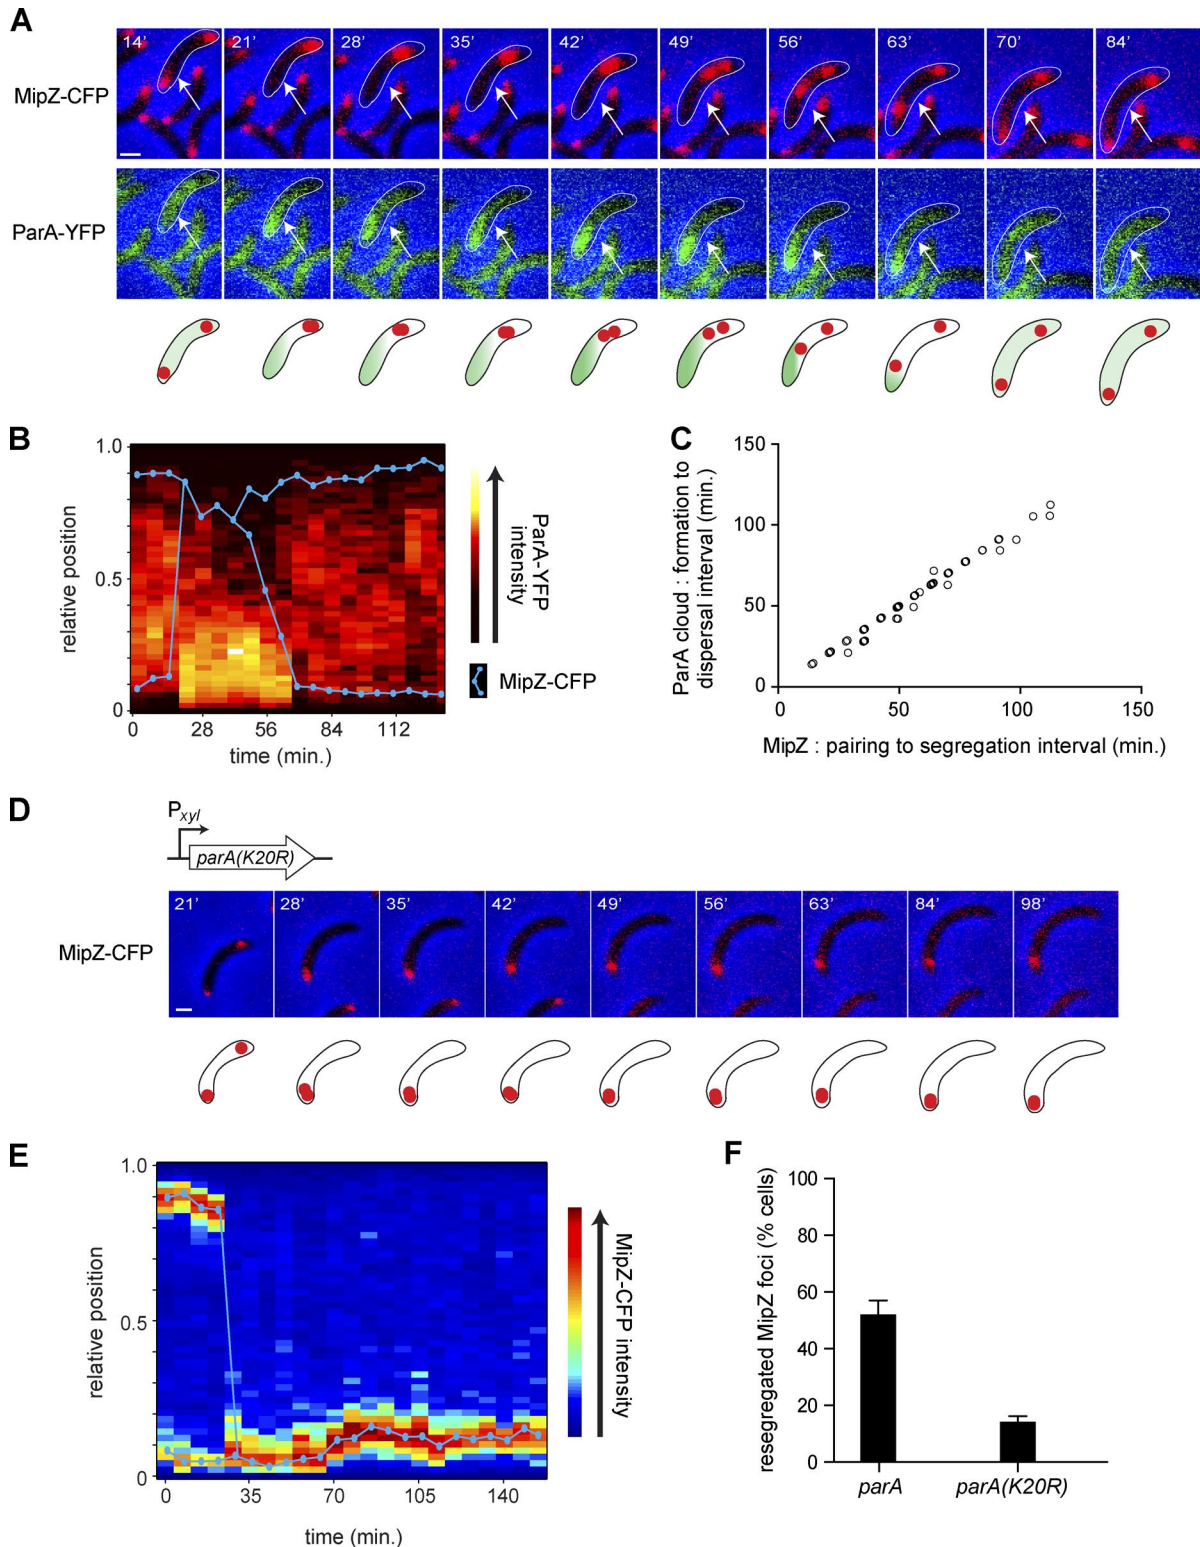 A
14' 21' 28' 35' 42' 49' 56' 63' 70' 84'
MipZ-CFP
ParA-YFP
B
1.0
0.5
0
relative position
0 28 56 84 112
time (min.)
ParA-YFP
intensity
MipZ-CFP
C
150
100
50
0
ParA cloud : formation to
dispersal interval (min.)
0 50 100 150
MipZ : pairing to segregation interval (min.)
D
Pxyl
parA(K20R)
21' 28' 35' 42' 49' 56' 63' 84' 98'
MipZ-CFP
E
1.0
0.5
0
relative position
0 35 70 105 140
time (min.)
MipZ-CFP intensity
F
100
80
60
40
20
0
resegregated MipZ foci (% cells)
parA parA(K20R)